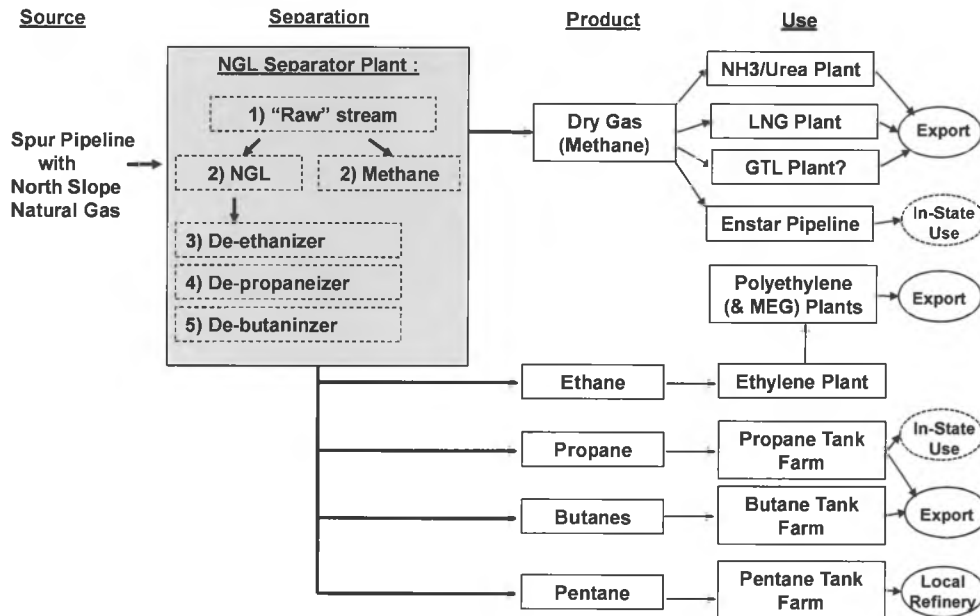 Source
Separation
Product
Use
NGL Separator Plant :
1) “Raw” stream
2) NGL
2) Methane
3) De-ethanizer
4) De-propaneizer
5) De-butaninzer
Spur Pipeline
with
North Slope
Natural Gas
Dry Gas
(Methane)
NH3/Urea Plant
LNG Plant
GTL Plant?
Export
Enstar Pipeline
In-State
Use
Polyethylene
(& MEG) Plants
Export
Ethane
Ethylene Plant
Propane
Propane Tank
Farm
In-State
Use
Butanes
Butane Tank
Farm
Export
Pentane
Pentane Tank
Farm
Local
Refinery